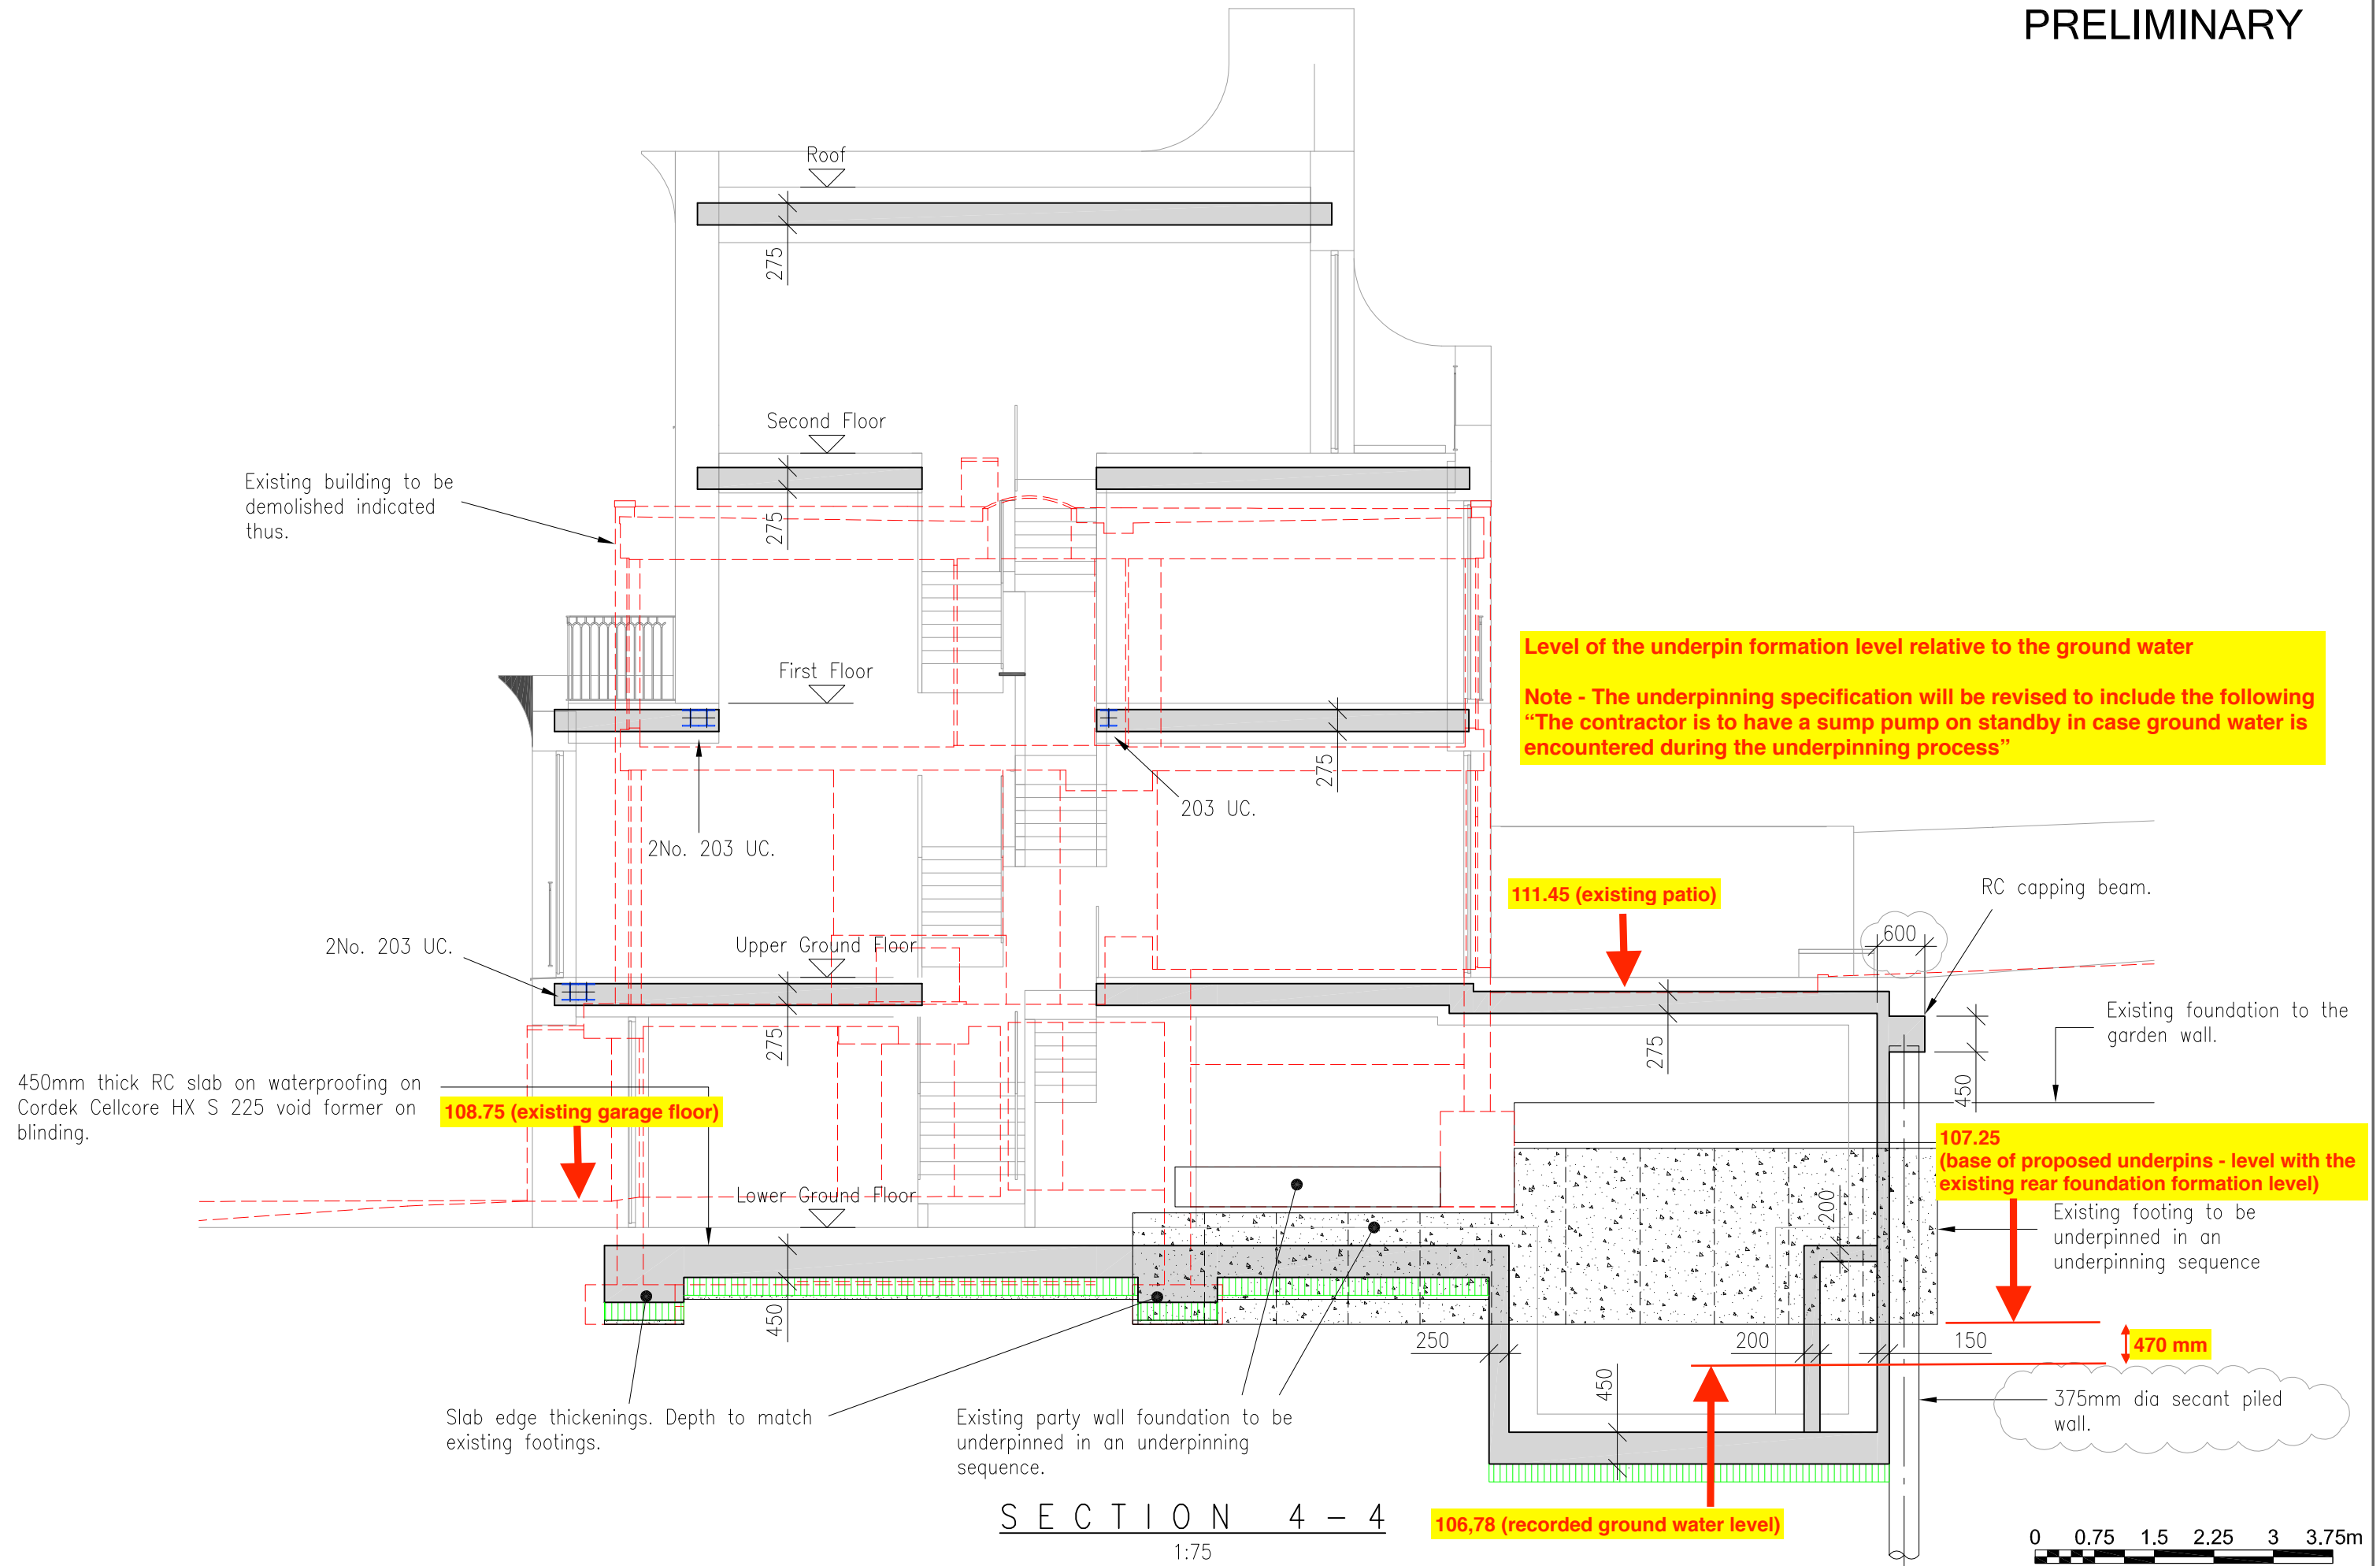 PRELIMINARY
Roof
275
Second Floor
275
Existing building to be
demolished indicated
thus.
Level of the underpin formation level relative to the ground water
Note - The underpinning specification will be revised to include the following
“The contractor is to have a sump pump on standby in case ground water is
encountered during the underpinning process”
First Floor
275
203 UC.
2No. 203 UC.
111.45 (existing patio)
RC capping beam.
600
2No. 203 UC.
Upper Ground Floor
275
275
Existing foundation to the
garden wall.
450
450mm thick RC slab on waterproofing on
Cordek Cellcore HX S 225 void former on
blinding.
108.75 (existing garage floor)
107.25
(base of proposed underpins - level with the
existing rear foundation formation level)
Lower Ground Floor
200
Existing footing to be
underpinned in an
underpinning sequence
450
250
200
150
470 mm
450
375mm dia secant piled
wall.
Slab edge thickenings. Depth to match
existing footings.
Existing party wall foundation to be
underpinned in an underpinning
sequence.
SECTION 4-4
1:75
106,78 (recorded ground water level)
0 0.75 1.5 2.25 3 3.75m